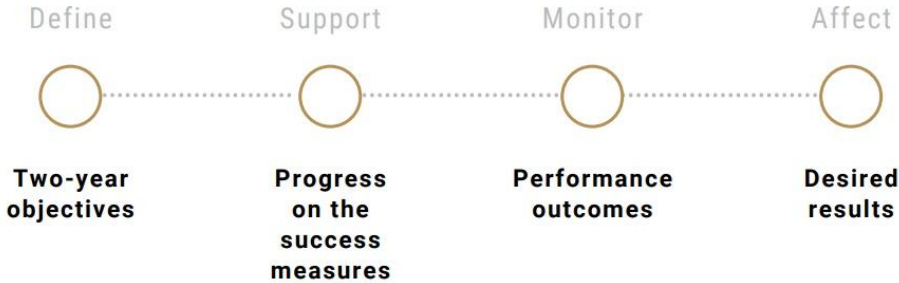 Define
Support
Monitor
Affect
Two-year
objectives
Progress
on the
success
measures
Performance
outcomes
Desired
results